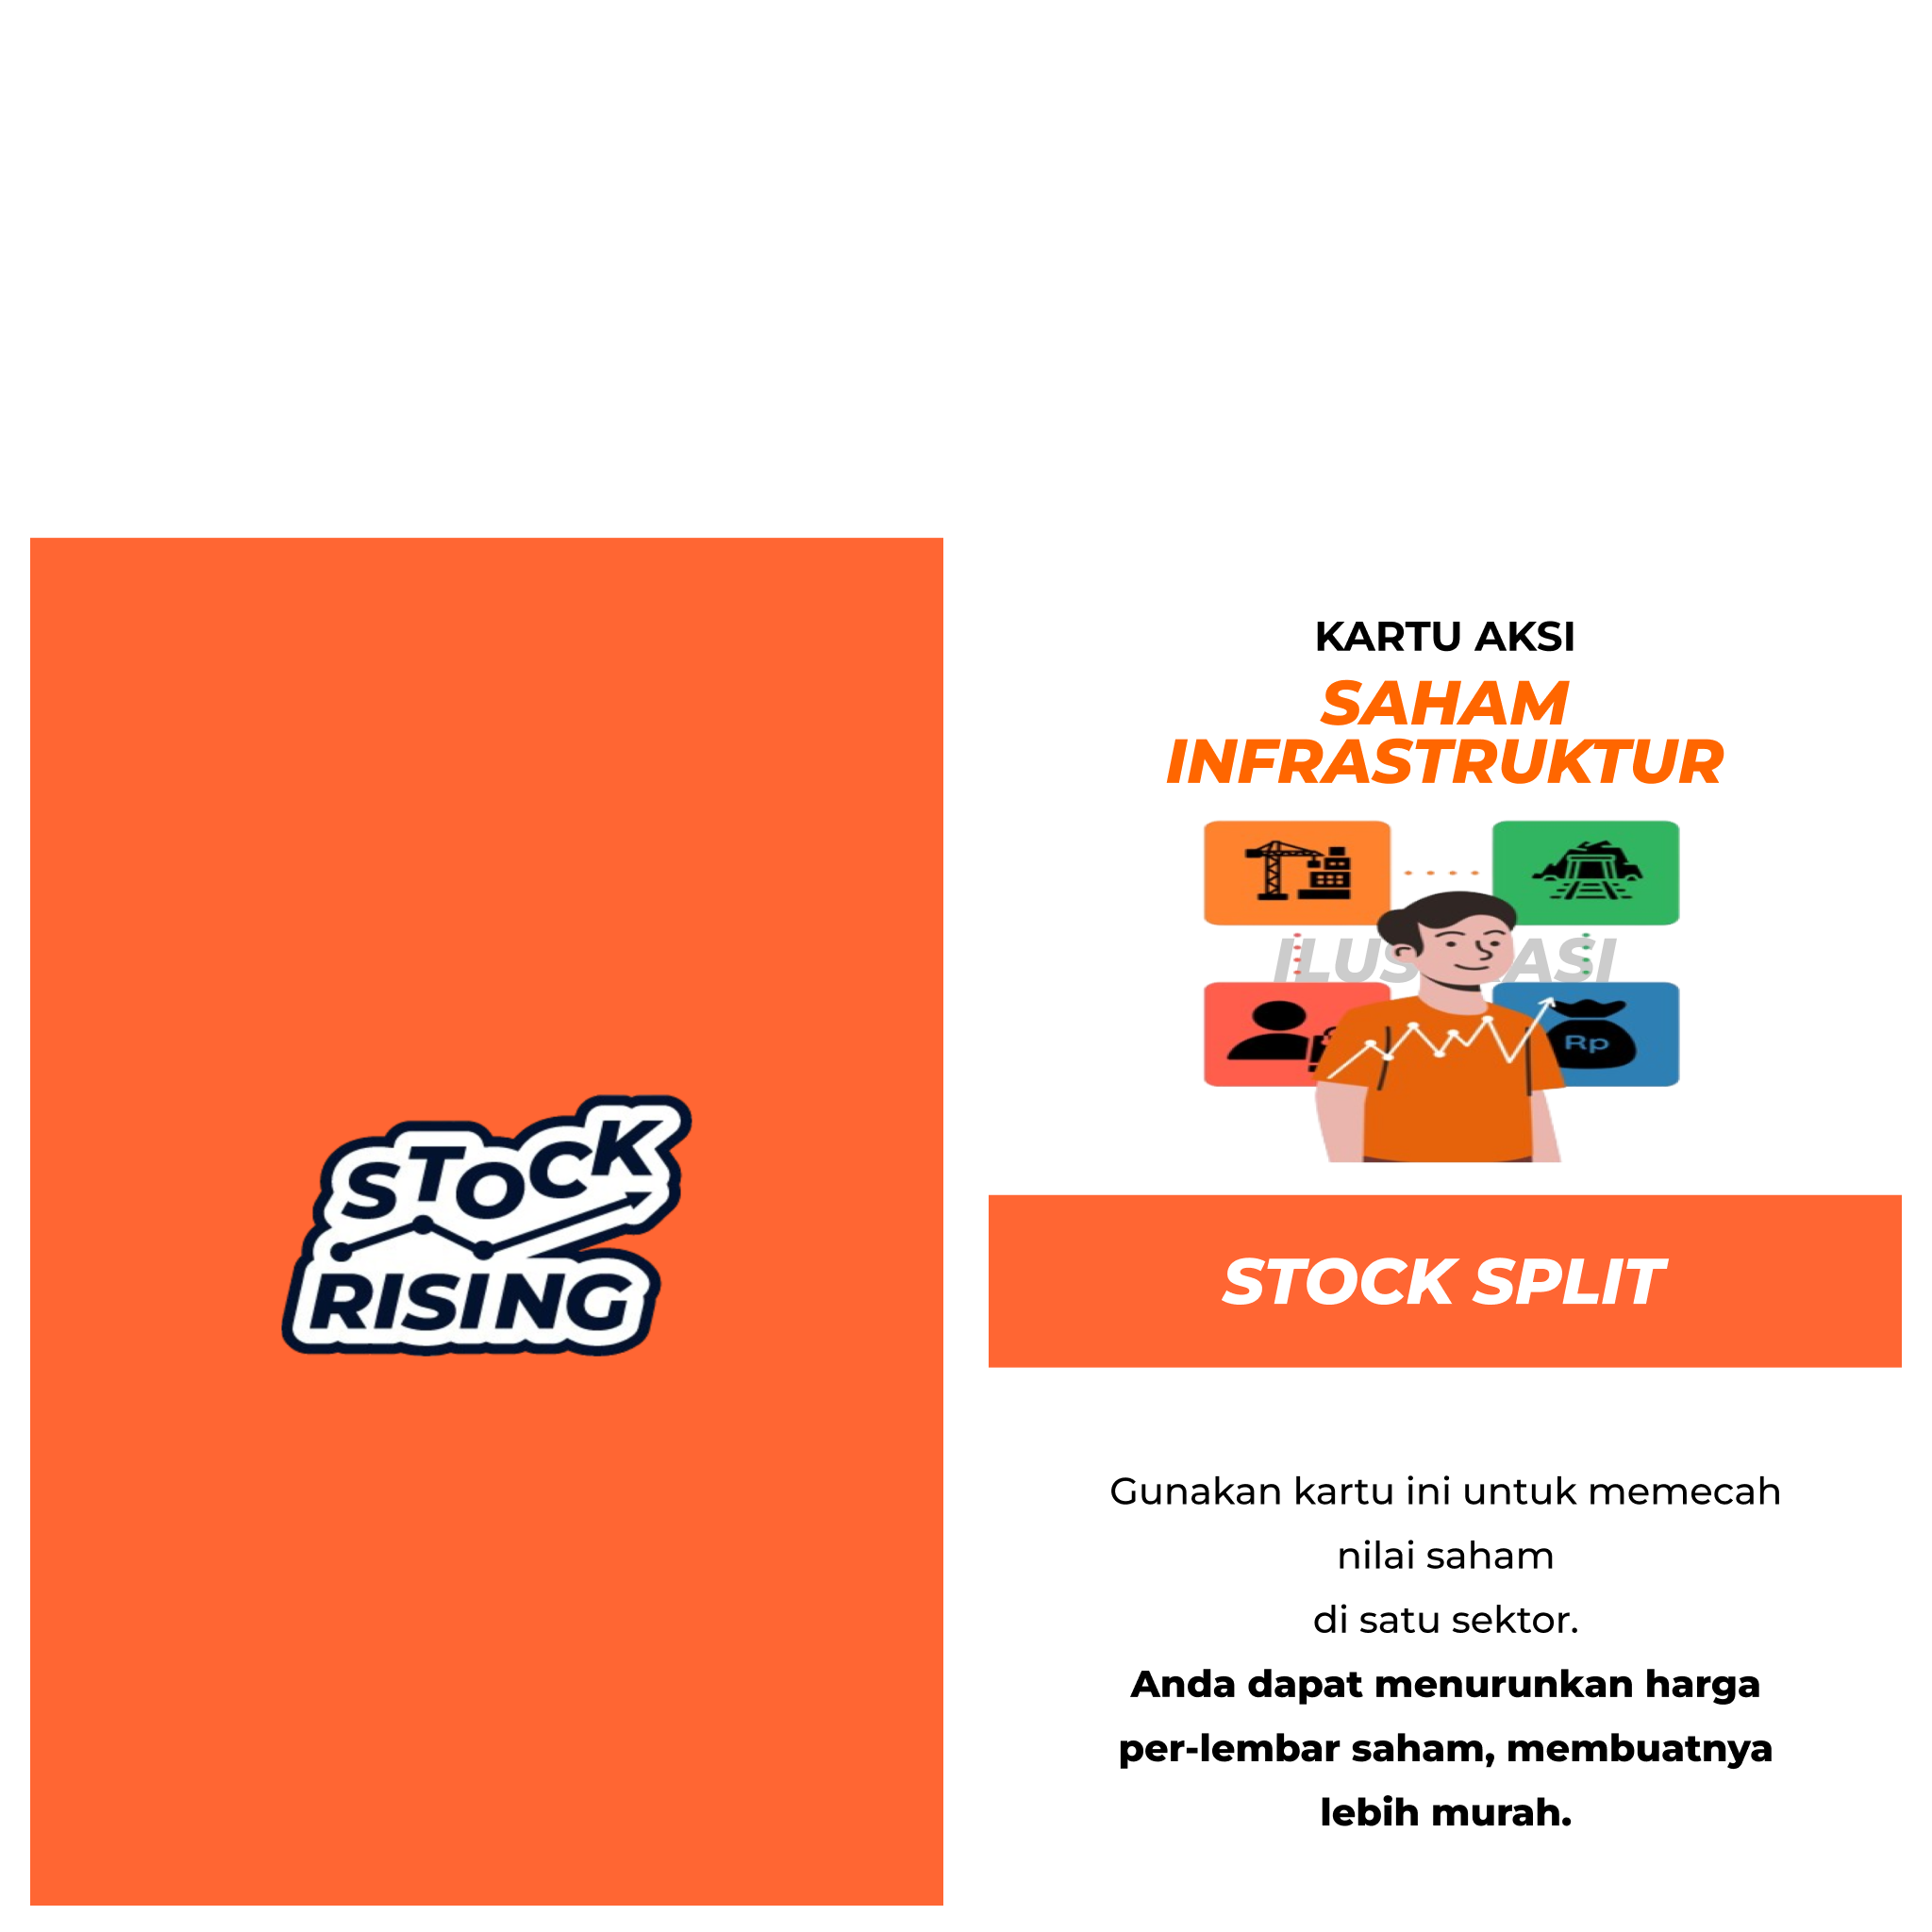 STOCK
RISING
KARTU AKSI
SAHAM
INFRASTRUKTUR
Rp
STOCK SPLIT
Gunakan kartu ini untuk memecah
nilai saham
di satu sektor.
Anda dapat menurunkan harga
per-lembar saham, membuatnya
lebih murah.